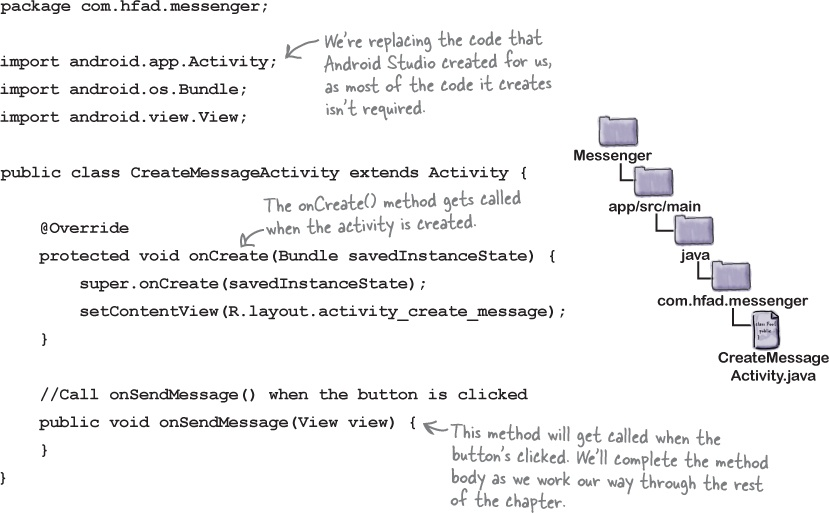 package com.hfad.messenger;
import android.app.Activity;
import android.os.Bundle;
import android.view.View;
We're replacing the code that
Android Studio created for us,
as most of the code it creates
isn't required.
public class CreateMessageActivity extends Activity {
The onCreate() method gets called
when the activity is created.
@Override
protected void onCreate(Bundle savedInstanceState) {
super.onCreate(savedInstanceState);
setContentView(R.layout.activity_create_message);
}
//Call onSendMessage() when the button is clicked
public void onSendMessage(View view) {
}
}
This method will get called when the
button's clicked. We'll complete the method
body as we work our way through the rest
of the chapter.
Messenger
app/src/main
java
com.hfad.messenger
CreateMessage
Activity.java